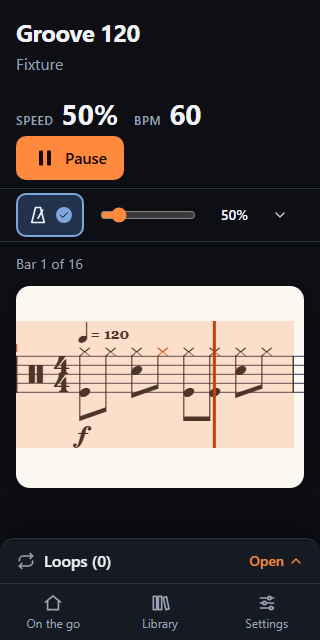 Groove 120
Fixture
SPEED 50% BPM 60
Pause
50%
Bar 1 of 16
= 120
4
4
f
Loops (0)
Open
On the go
Library
Settings